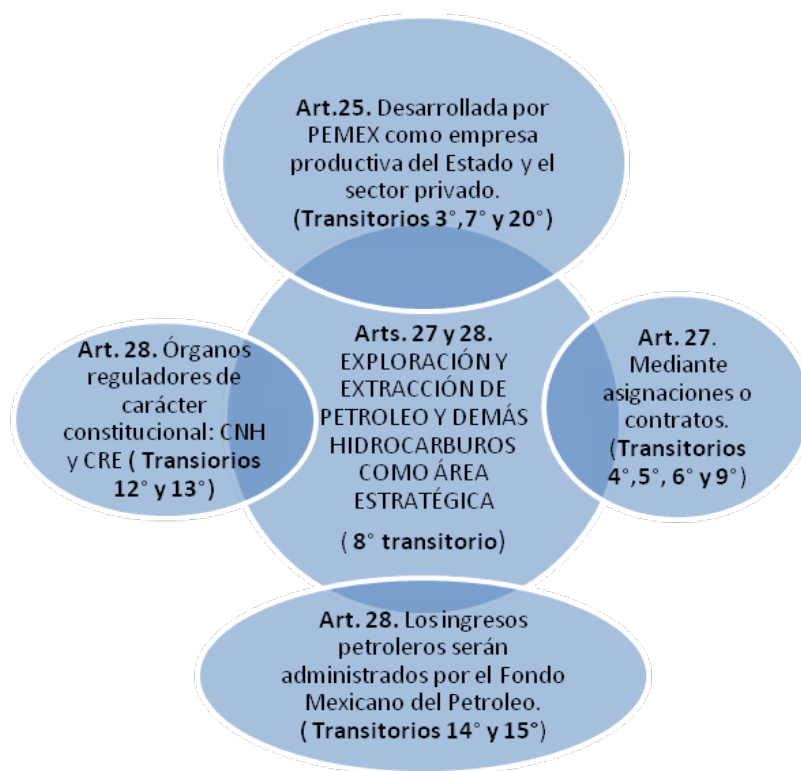 Art.25. Desarrollada por
PEMEX como empresa
productiva del Estado y el
sector privado.
(Transitorios 3°,7° y 20°)
Art. 28. Órganos
reguladores de
carácter
constitucional: CNH
y CRE ( Transiorios
12° y 13°)
Arts. 27 y 28.
EXPLORACIÓN Y
EXTRACCIÓN DE
PETROLEO Y DEMÁS
HIDROCARBUROS
COMO ÁREA
ESTRATÉGICA
( 8° transitorio)
Art. 27.
Mediante
asignaciones o
contratos.
(Transitorios
4°,5°, 6° y 9°)
Art. 28. Los ingresos
petroleros serán
administrados por el Fondo
Mexicano del Petroleo.
( Transitorios 14° y 15°)